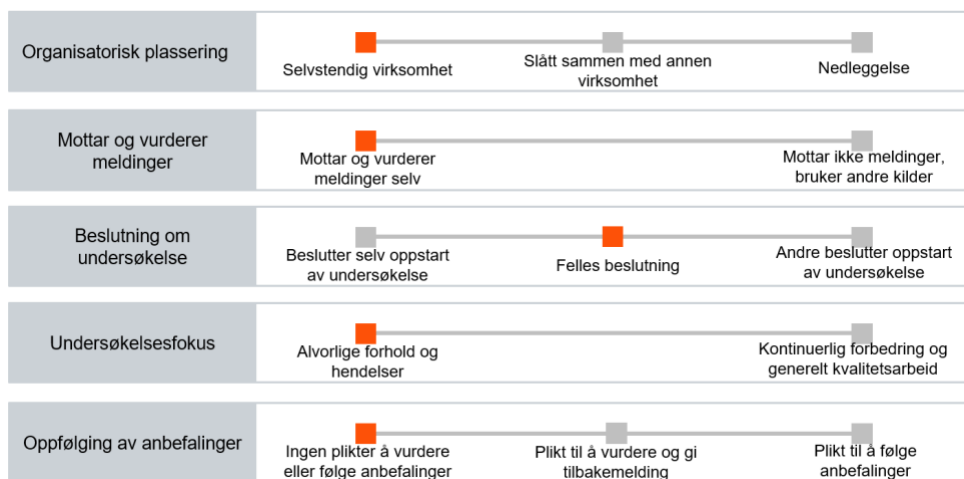 Organisatorisk plassering
Selvstendig virksomhet
Slått sammen med annen
virksomhet
Nedleggelse
Mottar og vurderer
meldinger
Mottar og vurderer
meldinger selv
Mottar ikke meldinger,
bruker andre kilder
Beslutning om
undersøkelse
Beslutter selv oppstart
av undersøkelse
Felles beslutning
Andre beslutter oppstart
av undersøkelse
Undersøkelsesfokus
Alvorlige forhold og
hendelser
Kontinuerlig forbedring og
generelt kvalitetsarbeid
Oppfølging av anbefalinger
Ingen plikter å vurdere
eller følge anbefalinger
Plikt til å vurdere og gi
tilbakemelding
Plikt til å følge
anbefalinger